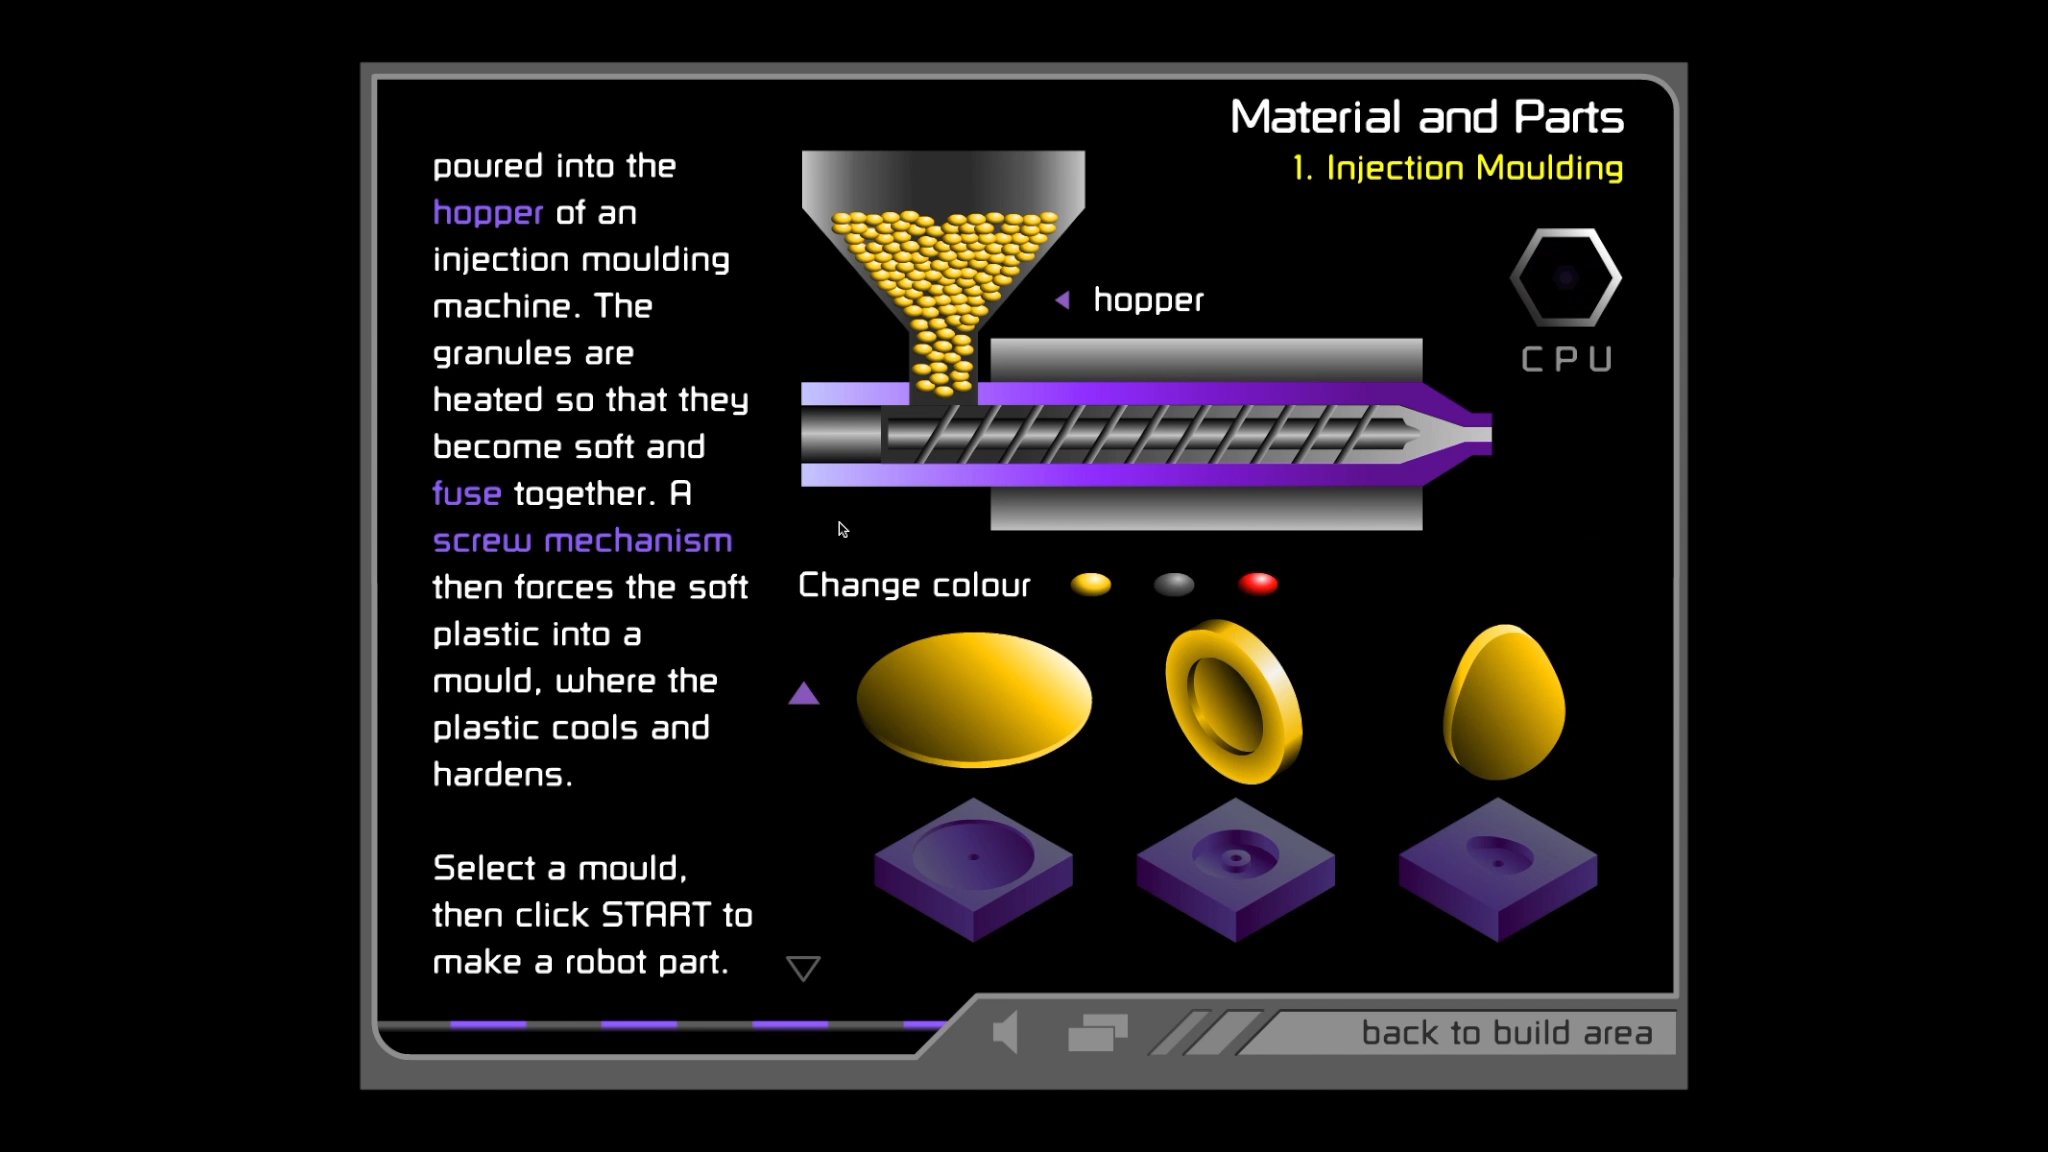 Material and Parts
1. Injection Moulding
poured into the
hopper of an
injection moulding
machine. The
granules are
heated so that they
become soft and
fuse together. A
screw mechanism
then forces the soft
plastic into a
mould, where the
plastic cools and
hardens.
Select a mould,
then click START to
make a robot part.
hopper
CPU
Change colour
back to build area